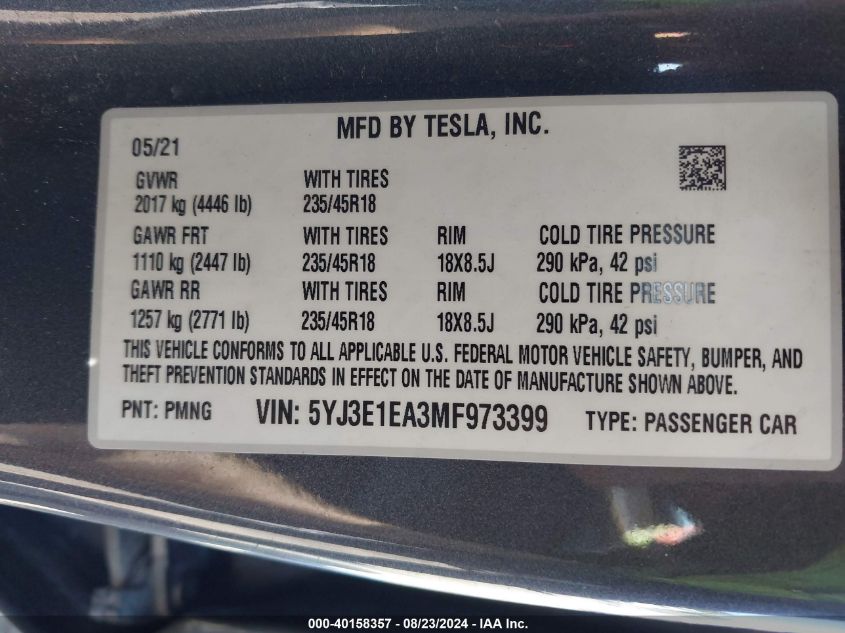 MFD BY TESLA, INC.
05/21
GVWR WITH TIRES
2017 kg (4446 lb) 235/45R18
GAWR FRT WITH TIRES RIM COLD TIRE PRESSURE
1110 kg (2447 lb) 235/45R18 18X8.5J 290 kPa, 42 psi
GAWR RR WITH TIRES RIM COLD TIRE PRESSURE
1257 kg (2771 lb) 235/45R18 18X8.5J 290 kPa, 42 psi
THIS VEHICLE CONFORMS TO ALL APPLICABLE U.S. FEDERAL MOTOR VEHICLE SAFETY, BUMPER, AND
THEFT PREVENTION STANDARDS IN EFFECT ON THE DATE OF MANUFACTURE SHOWN ABOVE.
PNT: PMNG VIN: 5YJ3E1EA3MF973399 TYPE: PASSENGER CAR
000-40158357 - 08/23/2024 - IAA Inc.